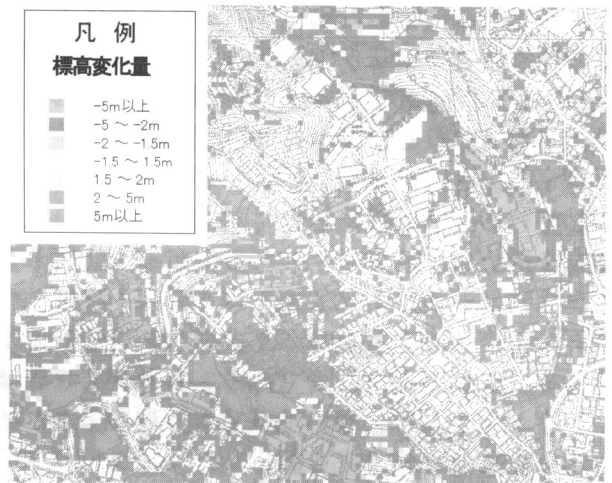 凡 例
標高変化量
-5m以上
-5 ～ -2m
-2 ～ -1.5m
-1.5 ～ 1.5m
1.5 ～ 2m
2 ～ 5m
5m以上